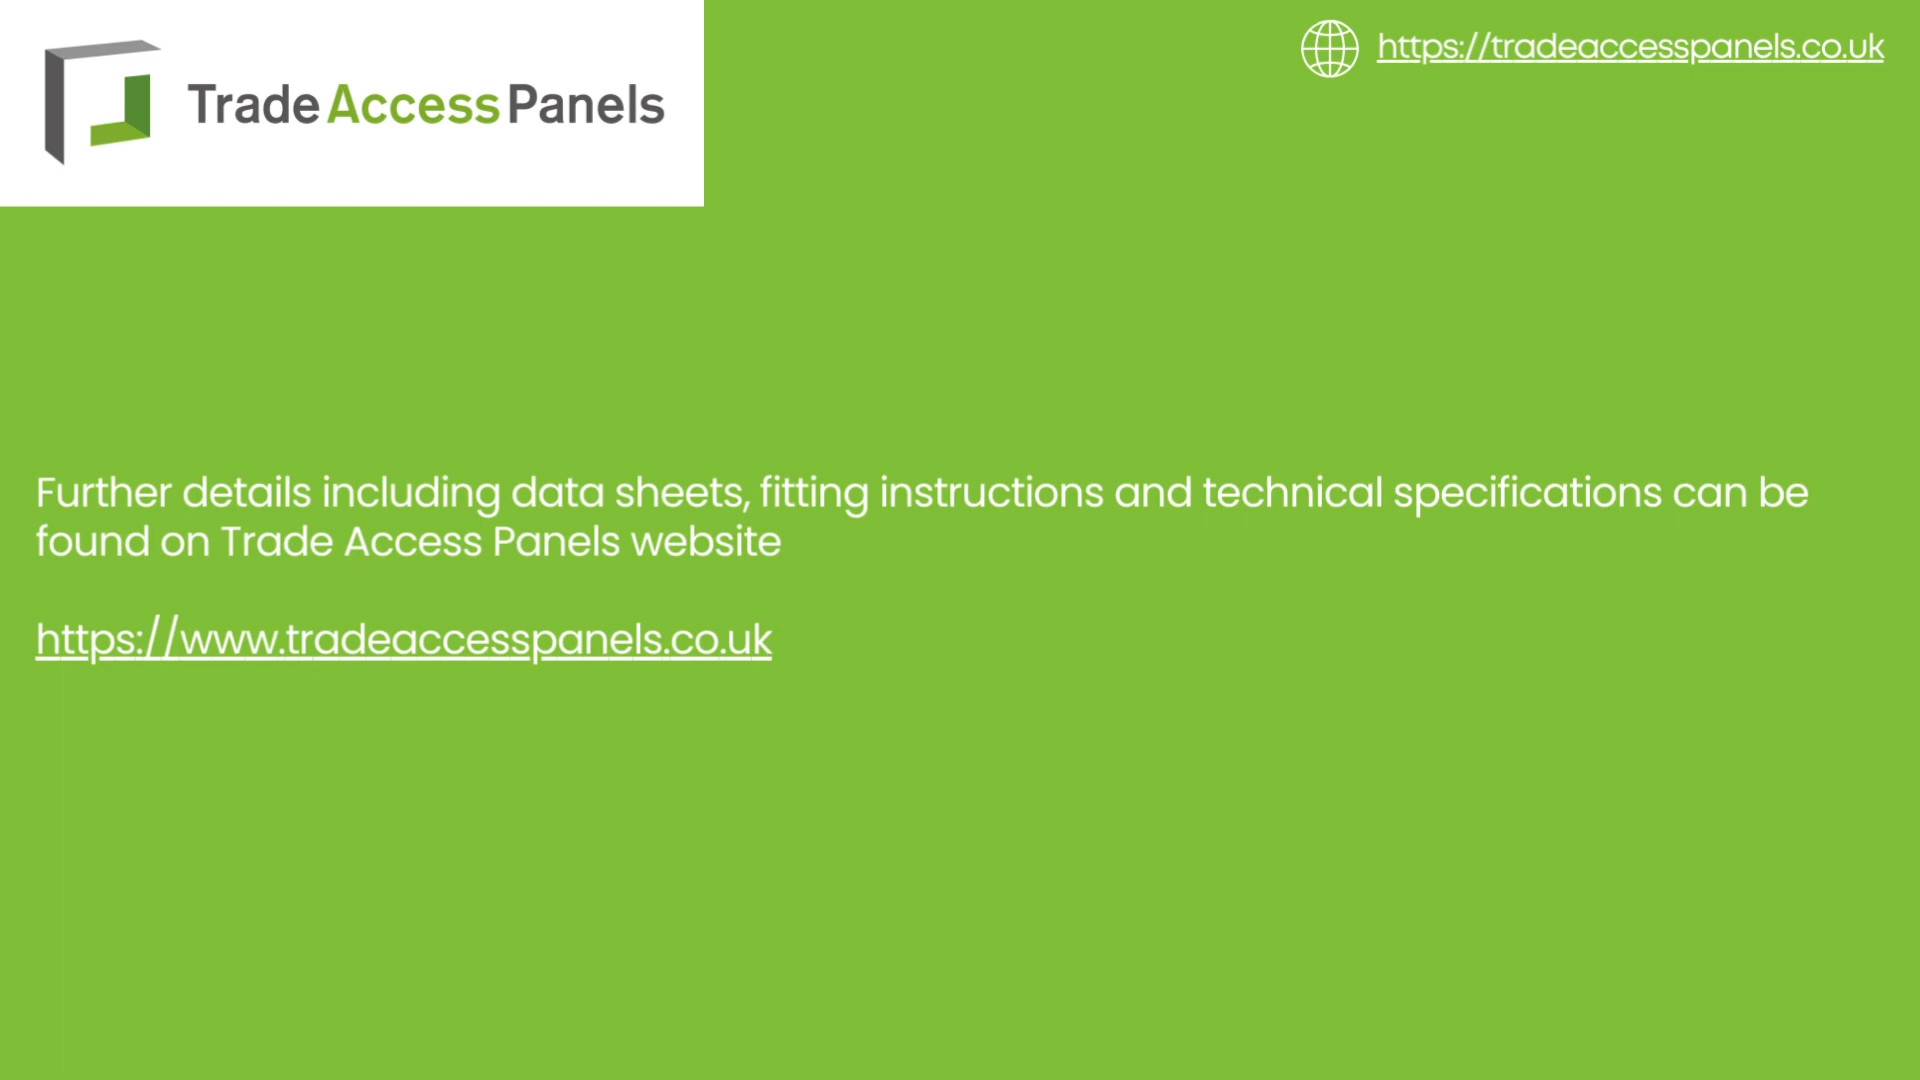 Trade Access Panels
https://tradeaccesspanels.co.uk
Further details including data sheets, fitting instructions and technical specifications can be
found on Trade Access Panels website
https://www.tradeaccesspanels.co.uk